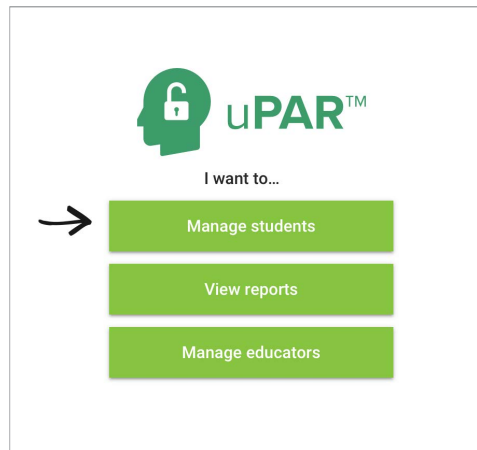 uPAR™
I want to...
Manage students
View reports
Manage educators